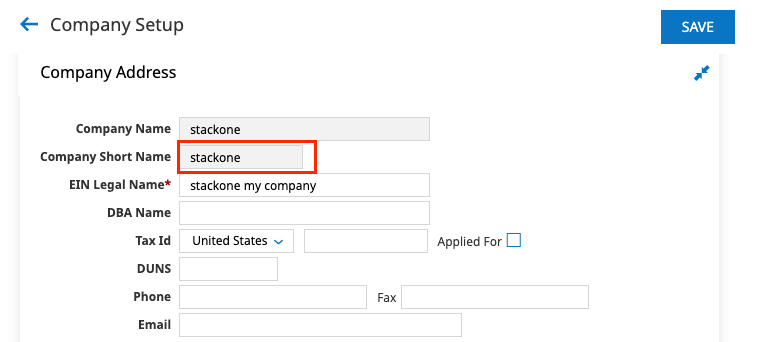 Company Setup
SAVE
Company Address
Company Name stackone
Company Short Name stackone
EIN Legal Name* stackone my company
DBA Name
Tax Id United States Applied For
DUNS
Phone Fax
Email